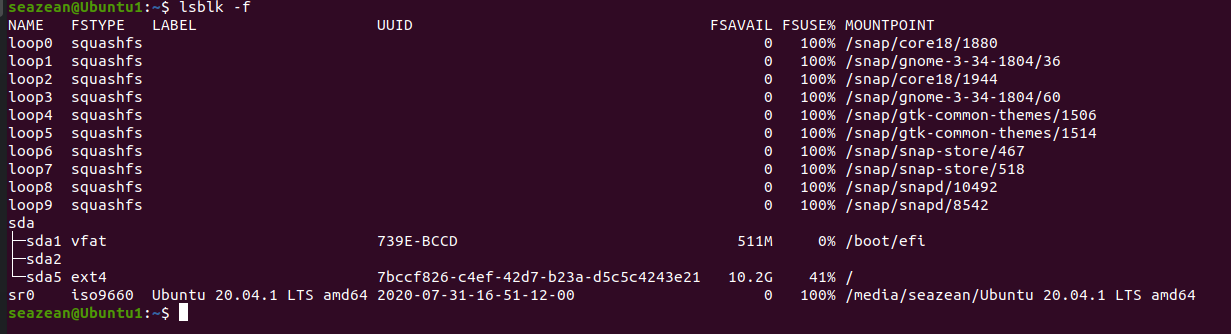 seazean@Ubuntu1:~$ lsblk -f
NAME   FSTYPE   LABEL                    UUID                                 FSAVAIL FSUSE% MOUNTPOINT
loop0  squashfs                                                                     0   100% /snap/core18/1880
loop1  squashfs                                                                     0   100% /snap/gnome-3-34-1804/36
loop2  squashfs                                                                     0   100% /snap/core18/1944
loop3  squashfs                                                                     0   100% /snap/gnome-3-34-1804/60
loop4  squashfs                                                                     0   100% /snap/gtk-common-themes/1506
loop5  squashfs                                                                     0   100% /snap/gtk-common-themes/1514
loop6  squashfs                                                                     0   100% /snap/snap-store/467
loop7  squashfs                                                                     0   100% /snap/snap-store/518
loop8  squashfs                                                                     0   100% /snap/snapd/10492
loop9  squashfs                                                                     0   100% /snap/snapd/8542
sda
├─sda1 vfat                              739E-BCCD                               511M     0% /boot/efi
├─sda2
└─sda5 ext4                              7bccf826-c4ef-42d7-b23a-d5c5c4243e21   10.2G    41% /
sr0    iso9660  Ubuntu 20.04.1 LTS amd64 2020-07-31-16-51-12-00                     0   100% /media/seazean/Ubuntu 20.04.1 LTS amd64
seazean@Ubuntu1:~$